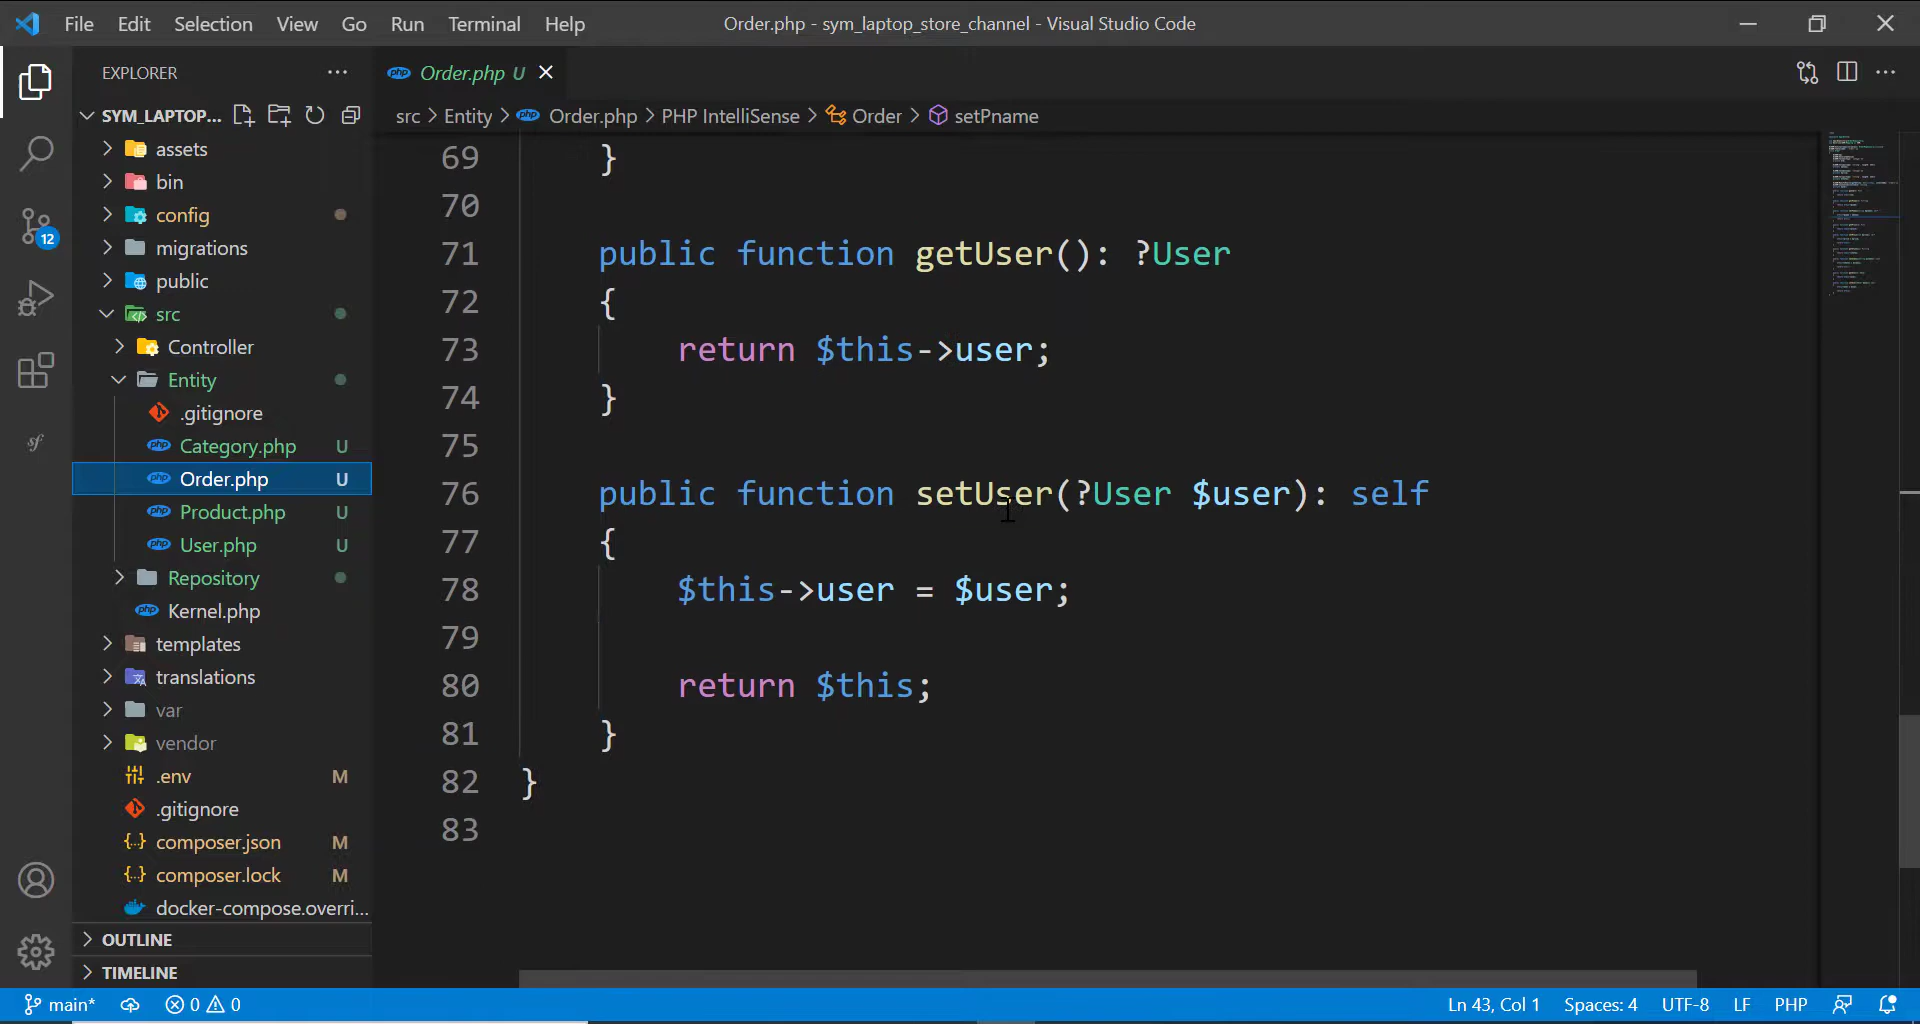 File Edit Selection View Go Run Terminal Help
Order.php - sym_laptop_store_channel - Visual Studio Code
EXPLORER
SYM_LAPTOP...
assets
bin
config
migrations
public
src
Controller
Entity
.gitignore
Category.php U
Order.php U
Product.php U
User.php U
Repository
Kernel.php
templates
translations
var
vendor
.env M
.gitignore
composer.json M
composer.lock M
docker-compose.overri...
OUTLINE
TIMELINE
12
php Order.php U
src > Entity > php Order.php > PHP IntelliSense > Order > setPname
69 }
70
71 public function getUser(): ?User
72 {
73 return $this->user;
74 }
75
76 public function setUser(?User $user): self
77 {
78 $this->user = $user;
79
80 return $this;
81 }
82 }
83
main* 0 0
Ln 43, Col 1 Spaces: 4 UTF-8 LF PHP